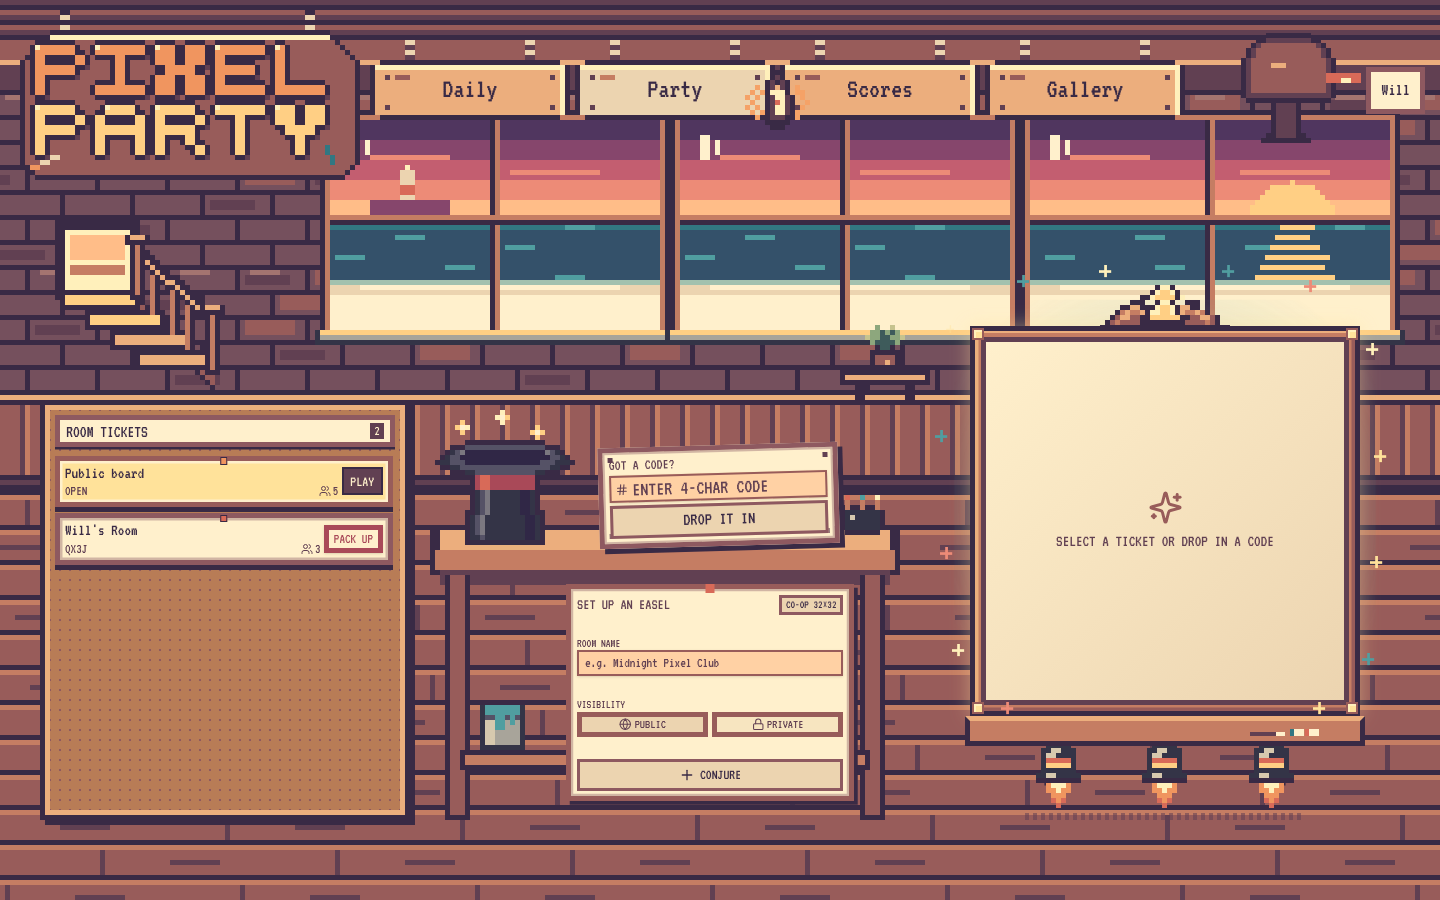 PIXEL
PARTY
Daily
Party
Scores
Gallery
Will
ROOM TICKETS
2
Public board
OPEN
5
PLAY
Will's Room
QX3J
3
PACK UP
GOT A CODE?
# ENTER 4-CHAR CODE
DROP IT IN
SET UP AN EASEL
CO-OP 32×32
ROOM NAME
e.g. Midnight Pixel Club
VISIBILITY
PUBLIC
PRIVATE
+ CONJURE
SELECT A TICKET OR DROP IN A CODE